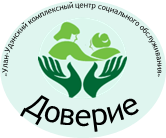 „Улан-Удэнский комплексный центр социального обслуживания„
Доверие